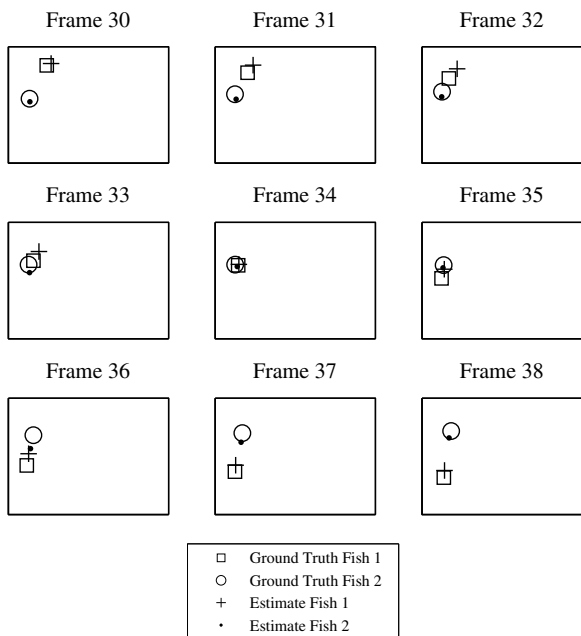 Frame 30
Frame 31
Frame 32
Frame 33
Frame 34
Frame 35
Frame 36
Frame 37
Frame 38
Ground Truth Fish 1
Ground Truth Fish 2
Estimate Fish 1
Estimate Fish 2